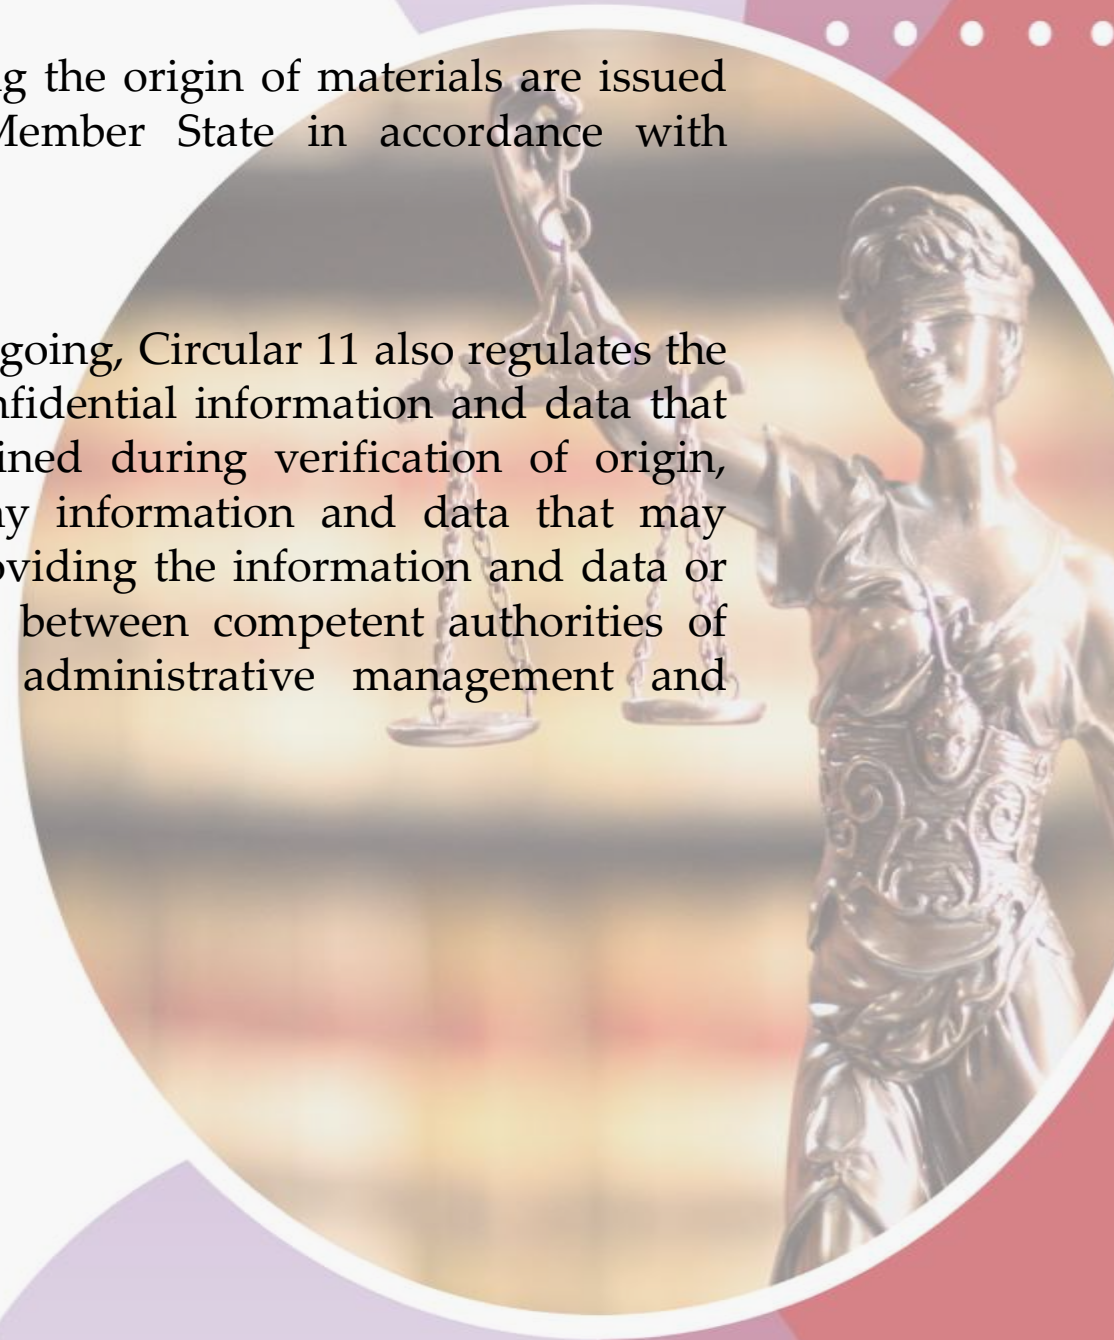 g the origin of materials are issued
Member State in accordance with
going, Circular 11 also regulates the
nfidential information and data that
ined during verification of origin,
ny information and data that may
oviding the information and data or
between competent authorities of
administrative management and